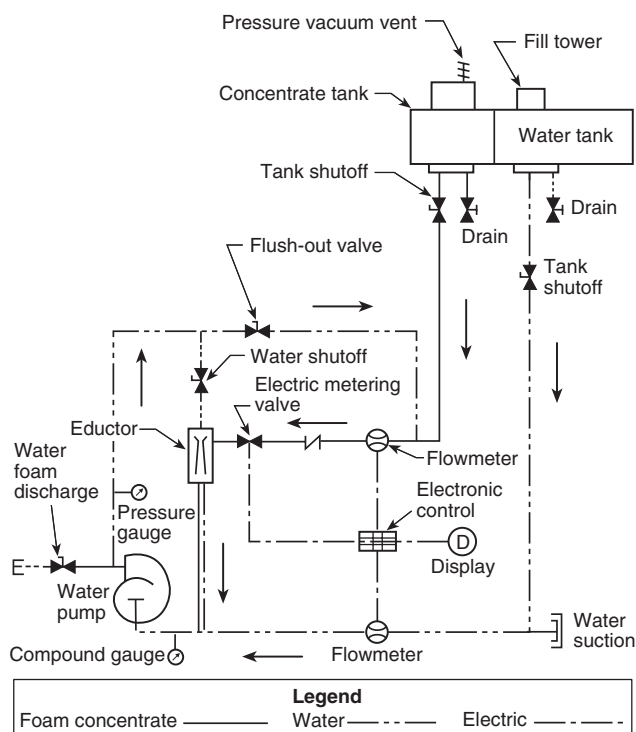 Pressure vacuum vent
Fill tower
Concentrate tank
Water tank
Tank shutoff
Drain
Drain
Flush-out valve
Tank
shutoff
Water shutoff
Electric metering
valve
Eductor
Water
foam
discharge
Flowmeter
Pressure
gauge
Electronic
control
D
Display
Water
pump
Water
suction
Compound gauge
Flowmeter
Legend
Foam concentrate
Water
Electric